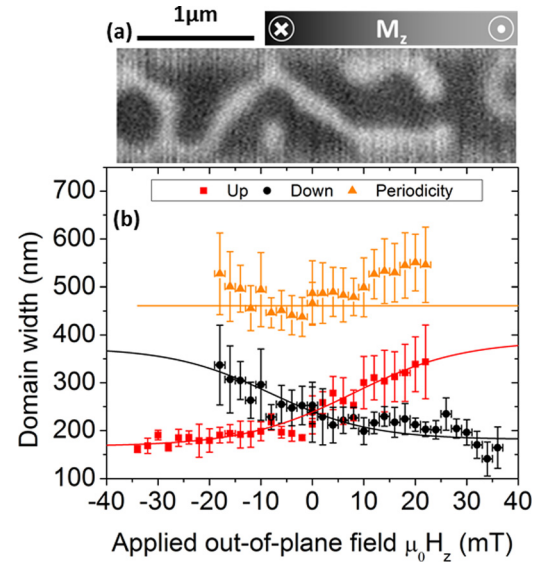 1μm
(a)
M_z
(b)
Up Down Periodicity
700
600
500
400
300
200
100
Domain width (nm)
-40 -30 -20 -10 0 10 20 30 40
Applied out-of-plane field μ₀H_z (mT)